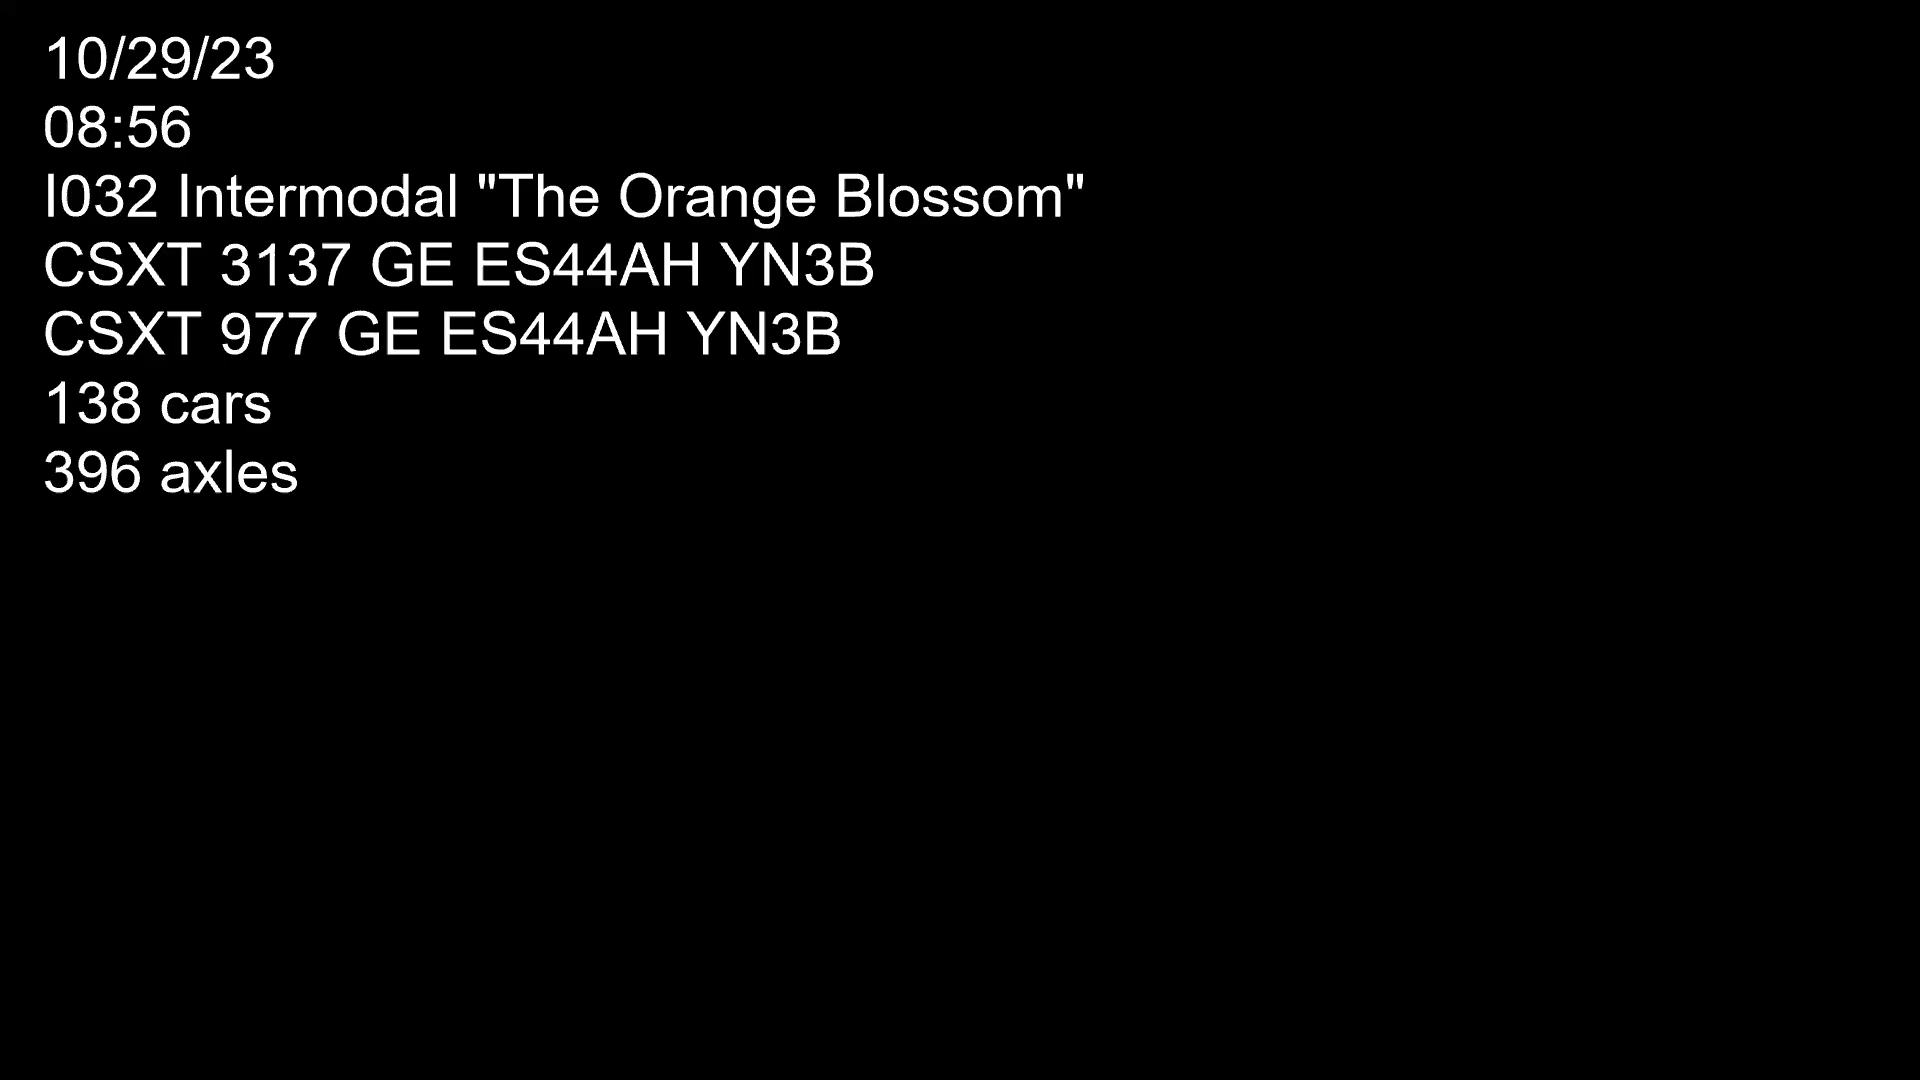 10/29/23
08:56
I032 Intermodal "The Orange Blossom"
CSXT 3137 GE ES44AH YN3B
CSXT 977 GE ES44AH YN3B
138 cars
396 axles